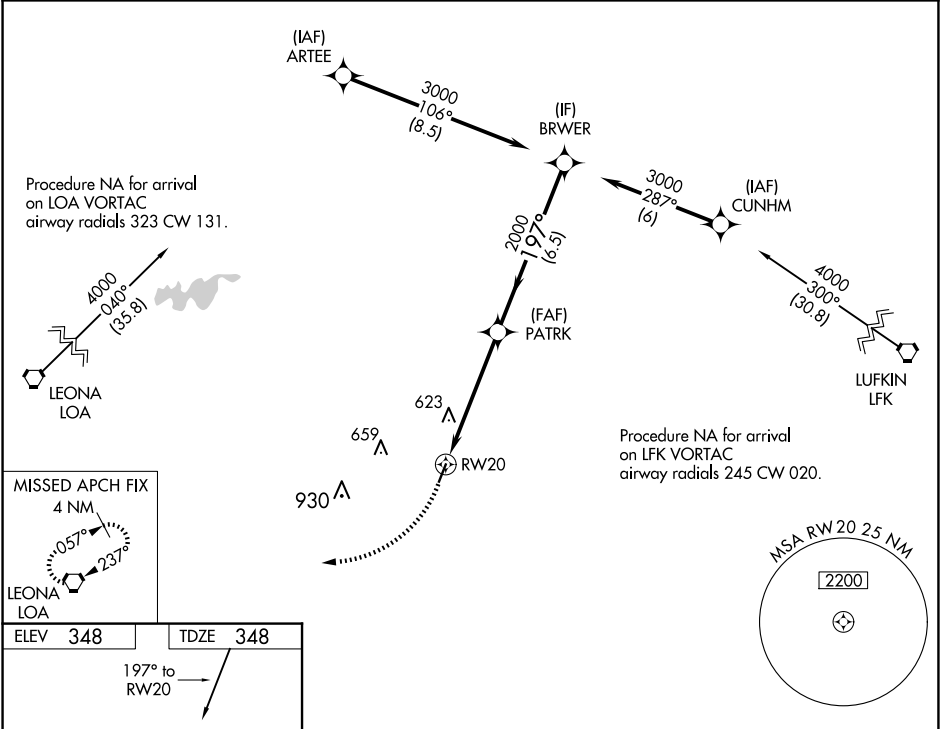 (IAF)
ARTEE
3000
106°
(8.5)
(IF)
BRWER
3000
287°
(6)
(IAF)
CUNHM
Procedure NA for arrival
on LOA VORTAC
airway radials 323 CW 131.
4000
040°
(35.8)
LEONA
LOA
2000
197°
(6.5)
(FAF)
PATRK
4000
300°
(30.8)
LUFKIN
LFK
623
659
930
RW20
Procedure NA for arrival
on LFK VORTAC
airway radials 245 CW 020.
MISSED APCH FIX
4 NM
057°
237°
LEONA
LOA
MSA RW20 25 NM
2200
ELEV 348
TDZE 348
197° to
RW20